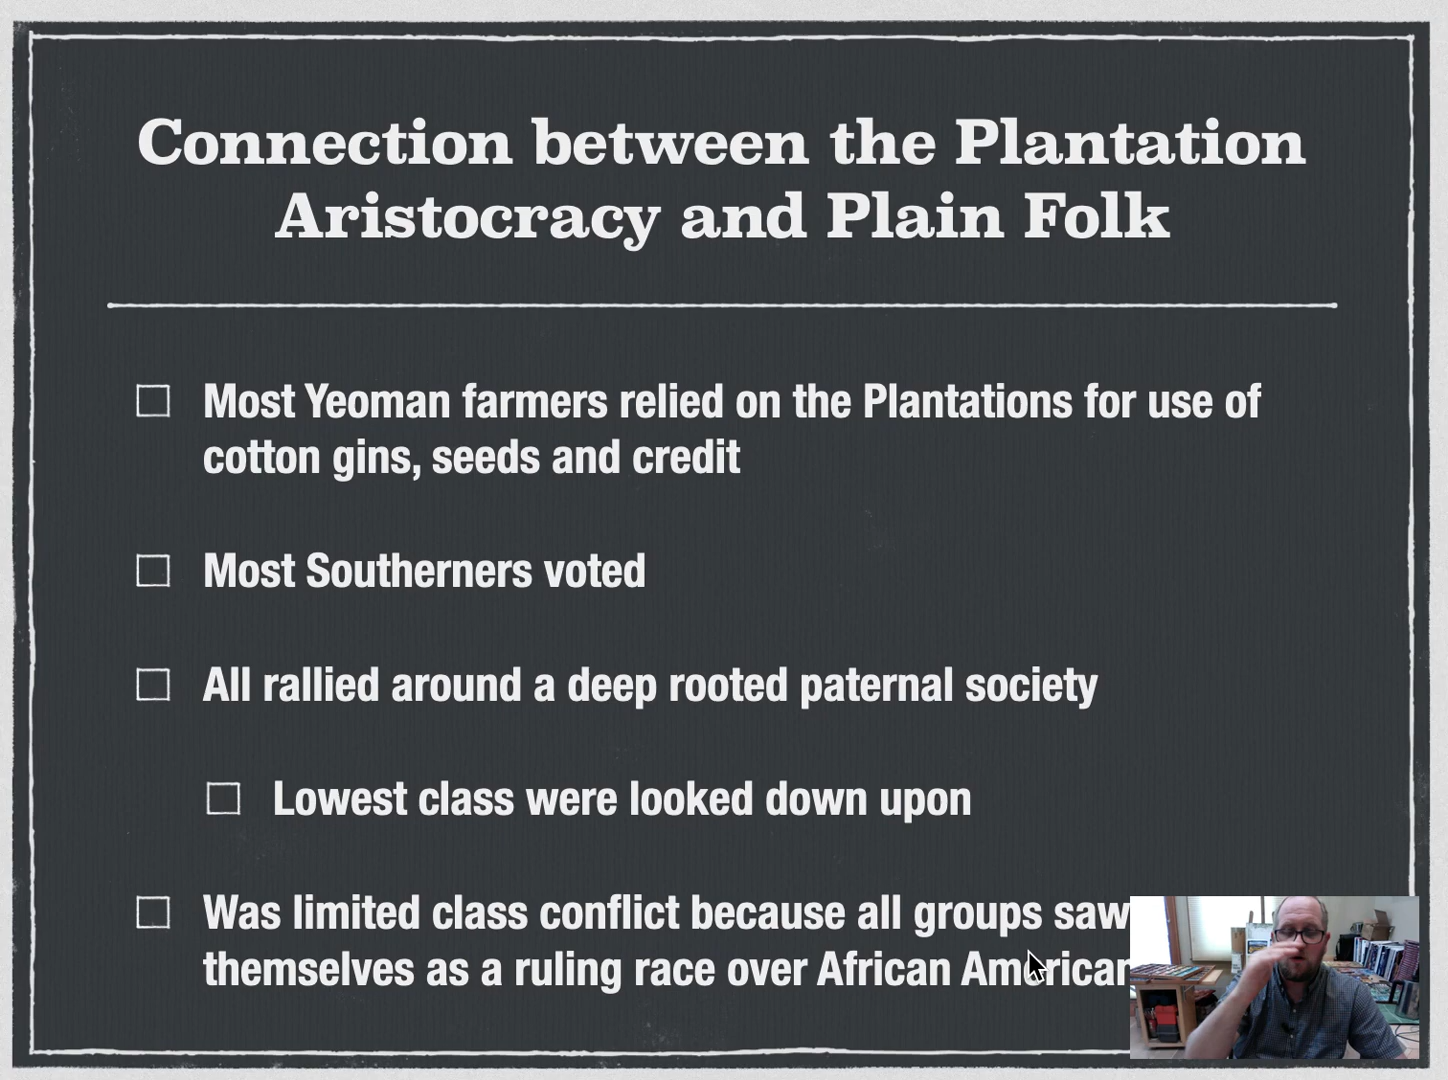 Connection between the Plantation
Aristocracy and Plain Folk
Most Yeoman farmers relied on the Plantations for use of
cotton gins, seeds and credit
Most Southerners voted
All rallied around a deep rooted paternal society
Lowest class were looked down upon
Was limited class conflict because all groups saw
themselves as a ruling race over African